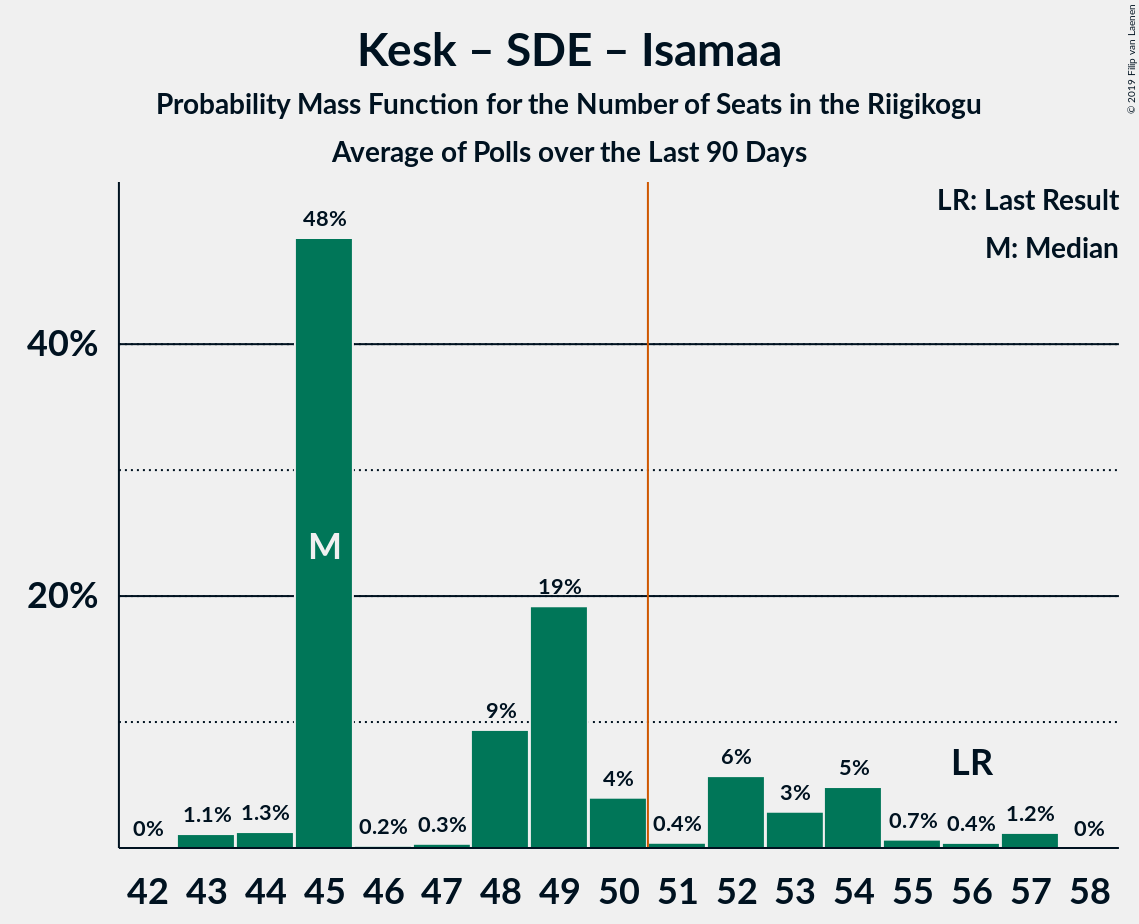 Kesk – SDE – Isamaa
Probability Mass Function for the Number of Seats in the Riigikogu
Average of Polls over the Last 90 Days
© 2019 Filip van Laenen
LR: Last Result
M: Median
40%
20%
0%
1.1%
1.3%
48%
0.2%
0.3%
9%
19%
4%
0.4%
6%
3%
5%
0.7%
0.4%
1.2%
0%
M
LR
42 43 44 45 46 47 48 49 50 51 52 53 54 55 56 57 58